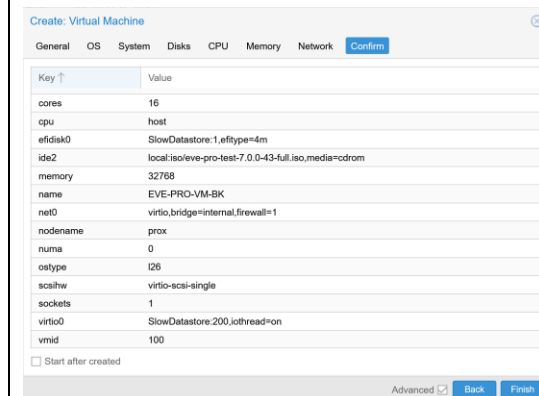 Create: Virtual Machine
General OS System Disks CPU Memory Network Confirm
Key ↑ Value
cores 16
cpu host
efidisk0 SlowDatastore:1,efitype=4m
ide2 local:iso/eve-pro-test-7.0.0-43-full.iso,media=cdrom
memory 32768
name EVE-PRO-VM-BK
net0 virtio,bridge=internal,firewall=1
nodename prox
numa 0
ostype l26
scsihw virtio-scsi-single
sockets 1
virtio0 SlowDatastore:200,iothread=on
vmid 100
Start after created
Advanced Back Finish